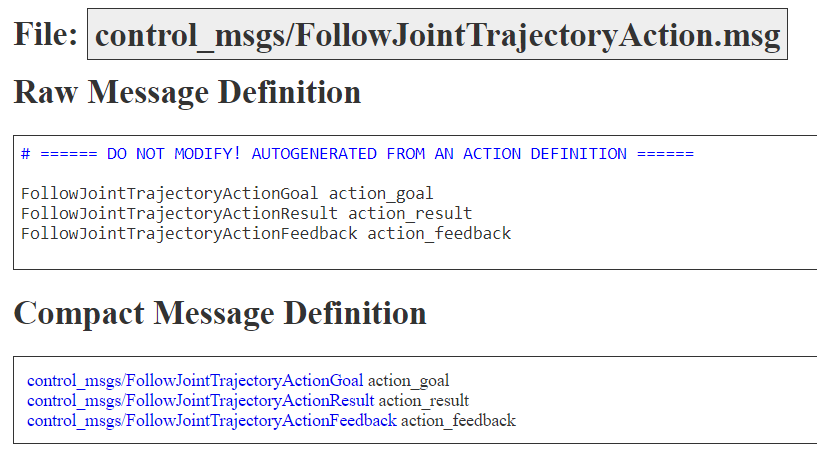 File: control_msgs/FollowJointTrajectoryAction.msg
Raw Message Definition
# ====== DO NOT MODIFY! AUTOGENERATED FROM AN ACTION DEFINITION ======
FollowJointTrajectoryActionGoal action_goal
FollowJointTrajectoryActionResult action_result
FollowJointTrajectoryActionFeedback action_feedback
Compact Message Definition
control_msgs/FollowJointTrajectoryActionGoal action_goal
control_msgs/FollowJointTrajectoryActionResult action_result
control_msgs/FollowJointTrajectoryActionFeedback action_feedback